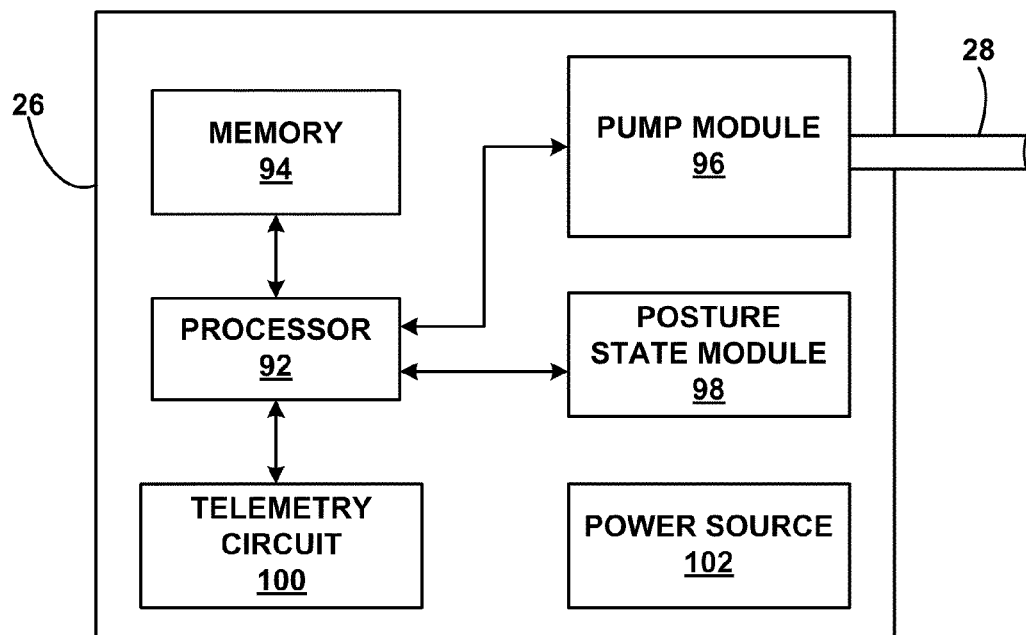 26
28
MEMORY
94
PUMP MODULE
96
PROCESSOR
92
POSTURE
STATE MODULE
98
TELEMETRY
CIRCUIT
100
POWER SOURCE
102